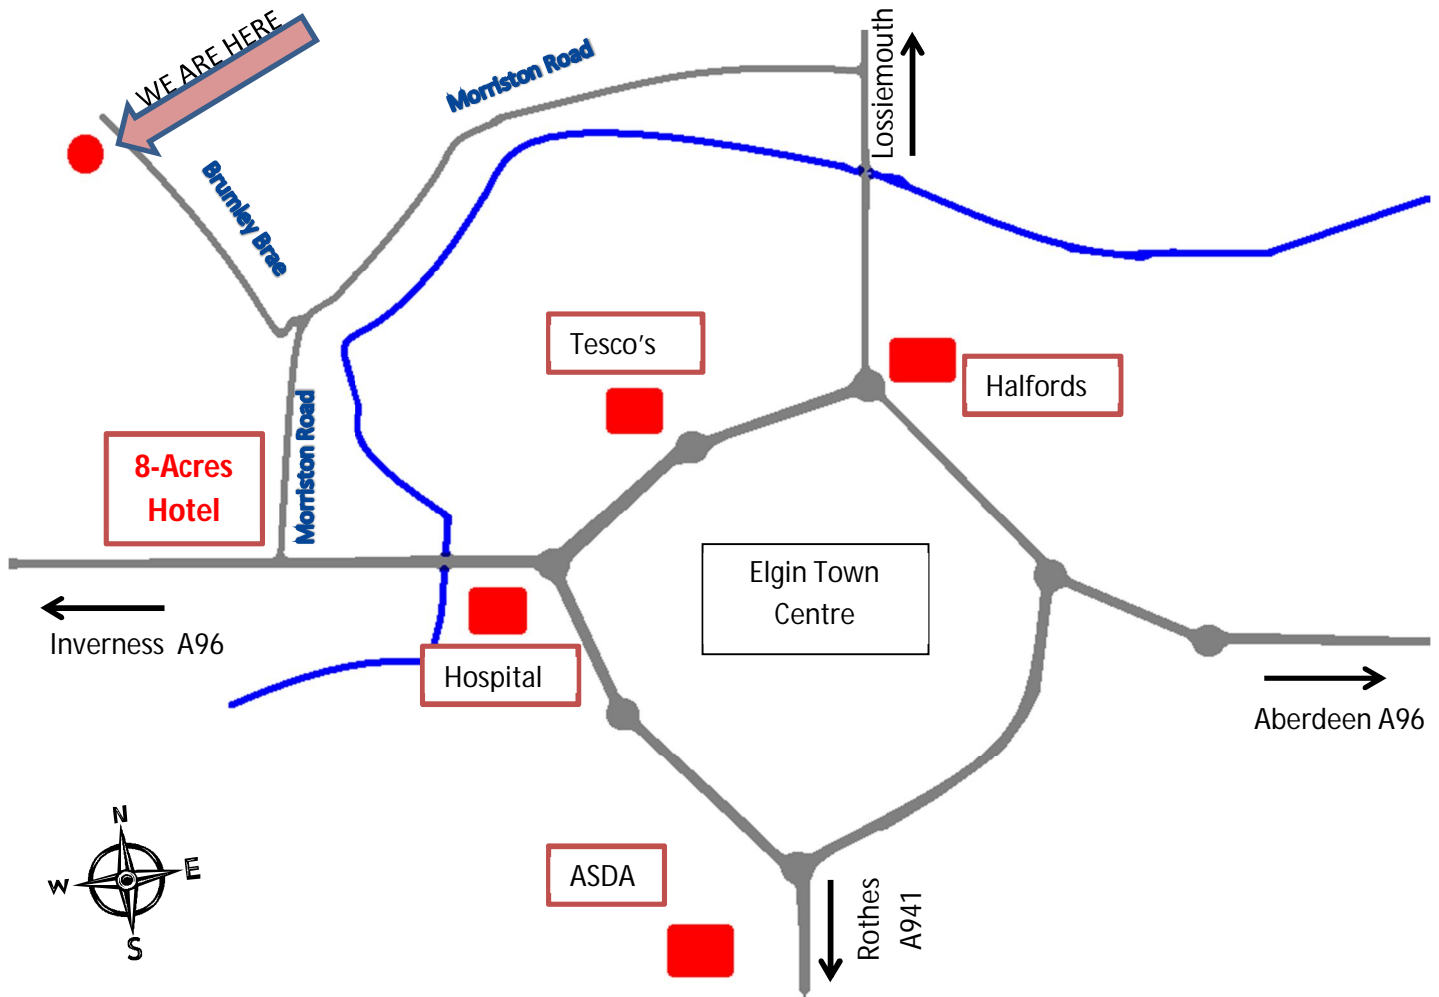 WE ARE HERE
Morriston Road
Lossiemouth
Brumley Brae
Tesco's
Halfords
8-Acres
Hotel
Morriston Road
Elgin Town
Centre
Inverness  A96
Hospital
Aberdeen A96
N
W
E
S
ASDA
Rothes
A941